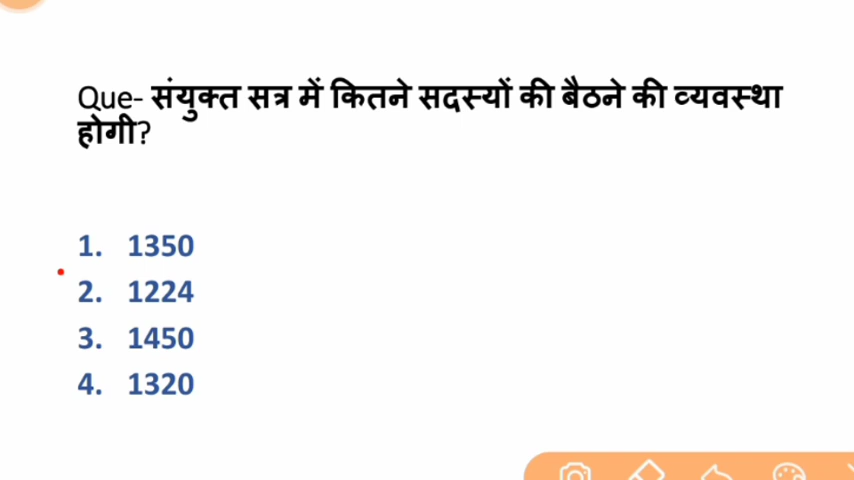 Que- संयुक्त सत्र में कितने सदस्यों की बैठने की व्यवस्था
होगी?
1. 1350
2. 1224
3. 1450
4. 1320